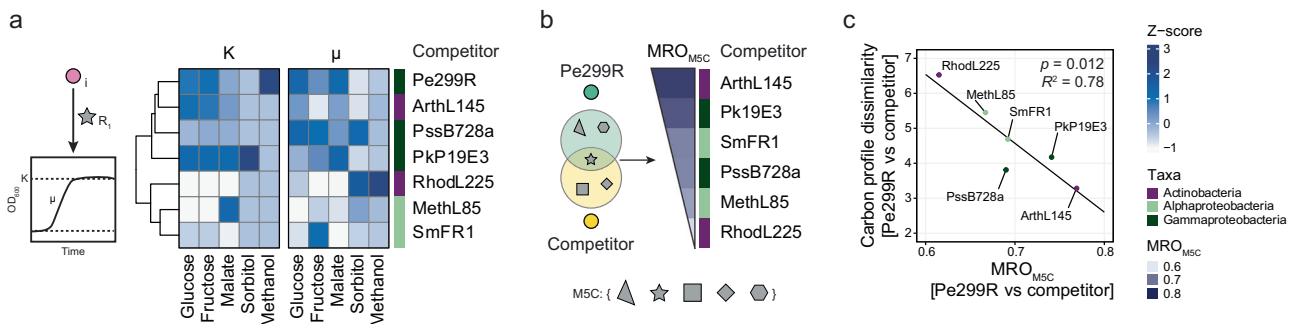 a
i
R1
K
μ
OD600
Time
K
μ
Competitor
Pe299R
ArthL145
PssB728a
PkP19E3
RhodL225
MethL85
SmFR1
Glucose
Fructose
Malate
Sorbitol
Methanol
Glucose
Fructose
Malate
Sorbitol
Methanol
b
Pe299R
Competitor
MROM5C
Competitor
ArthL145
Pk19E3
SmFR1
PssB728a
MethL85
RhodL225
M5C: { }
c
Carbon profile dissimilarity
[Pe299R vs competitor]
7
6
5
4
3
2
RhodL225
p = 0.012
R² = 0.78
MethL85
SmFR1
PkP19E3
PssB728a
ArthL145
0.6
0.7
0.8
MROM5C
[Pe299R vs competitor]
Z−score
3
2
1
0
−1
Taxa
Actinobacteria
Alphaproteobacteria
Gammaproteobacteria
MROM5C
0.6
0.7
0.8